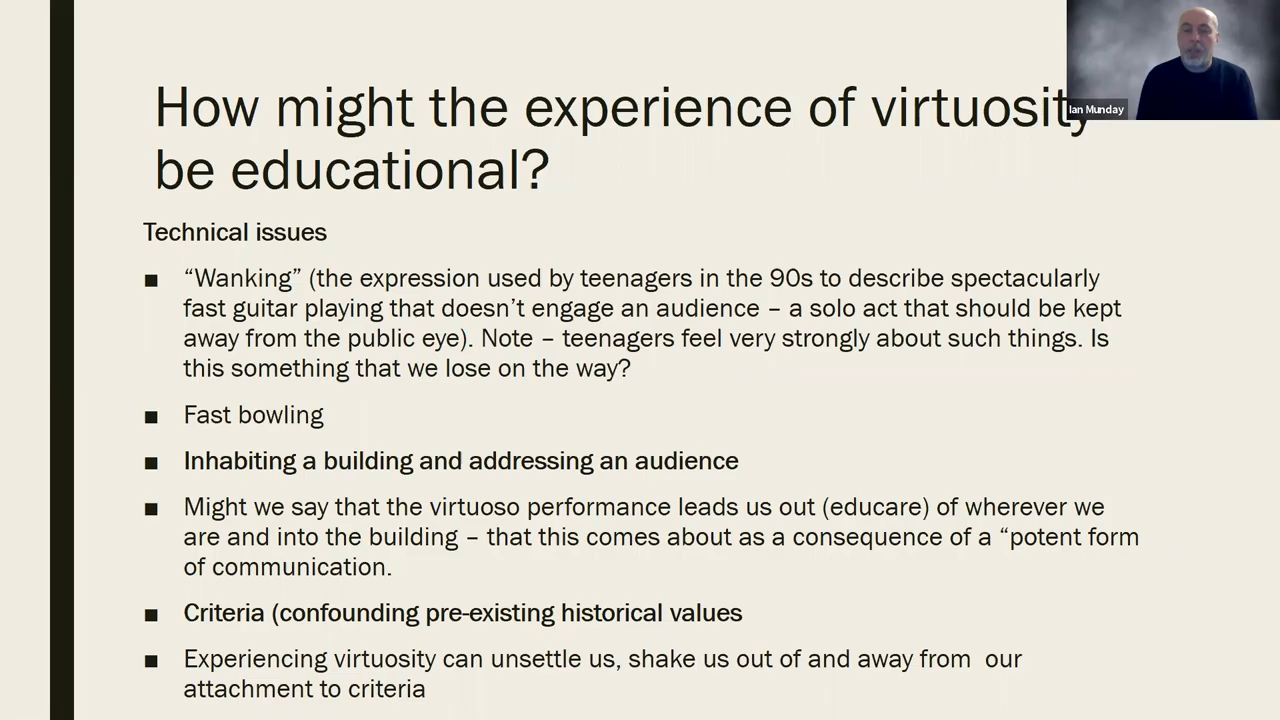 How might the experience of virtuosity
Ian Munday
be educational?
Technical issues
■ “Wanking” (the expression used by teenagers in the 90s to describe spectacularly
fast guitar playing that doesn’t engage an audience – a solo act that should be kept
away from the public eye). Note – teenagers feel very strongly about such things. Is
this something that we lose on the way?
■ Fast bowling
■ Inhabiting a building and addressing an audience
■ Might we say that the virtuoso performance leads us out (educare) of wherever we
are and into the building – that this comes about as a consequence of a “potent form
of communication.
■ Criteria (confounding pre-existing historical values
■ Experiencing virtuosity can unsettle us, shake us out of and away from  our
attachment to criteria